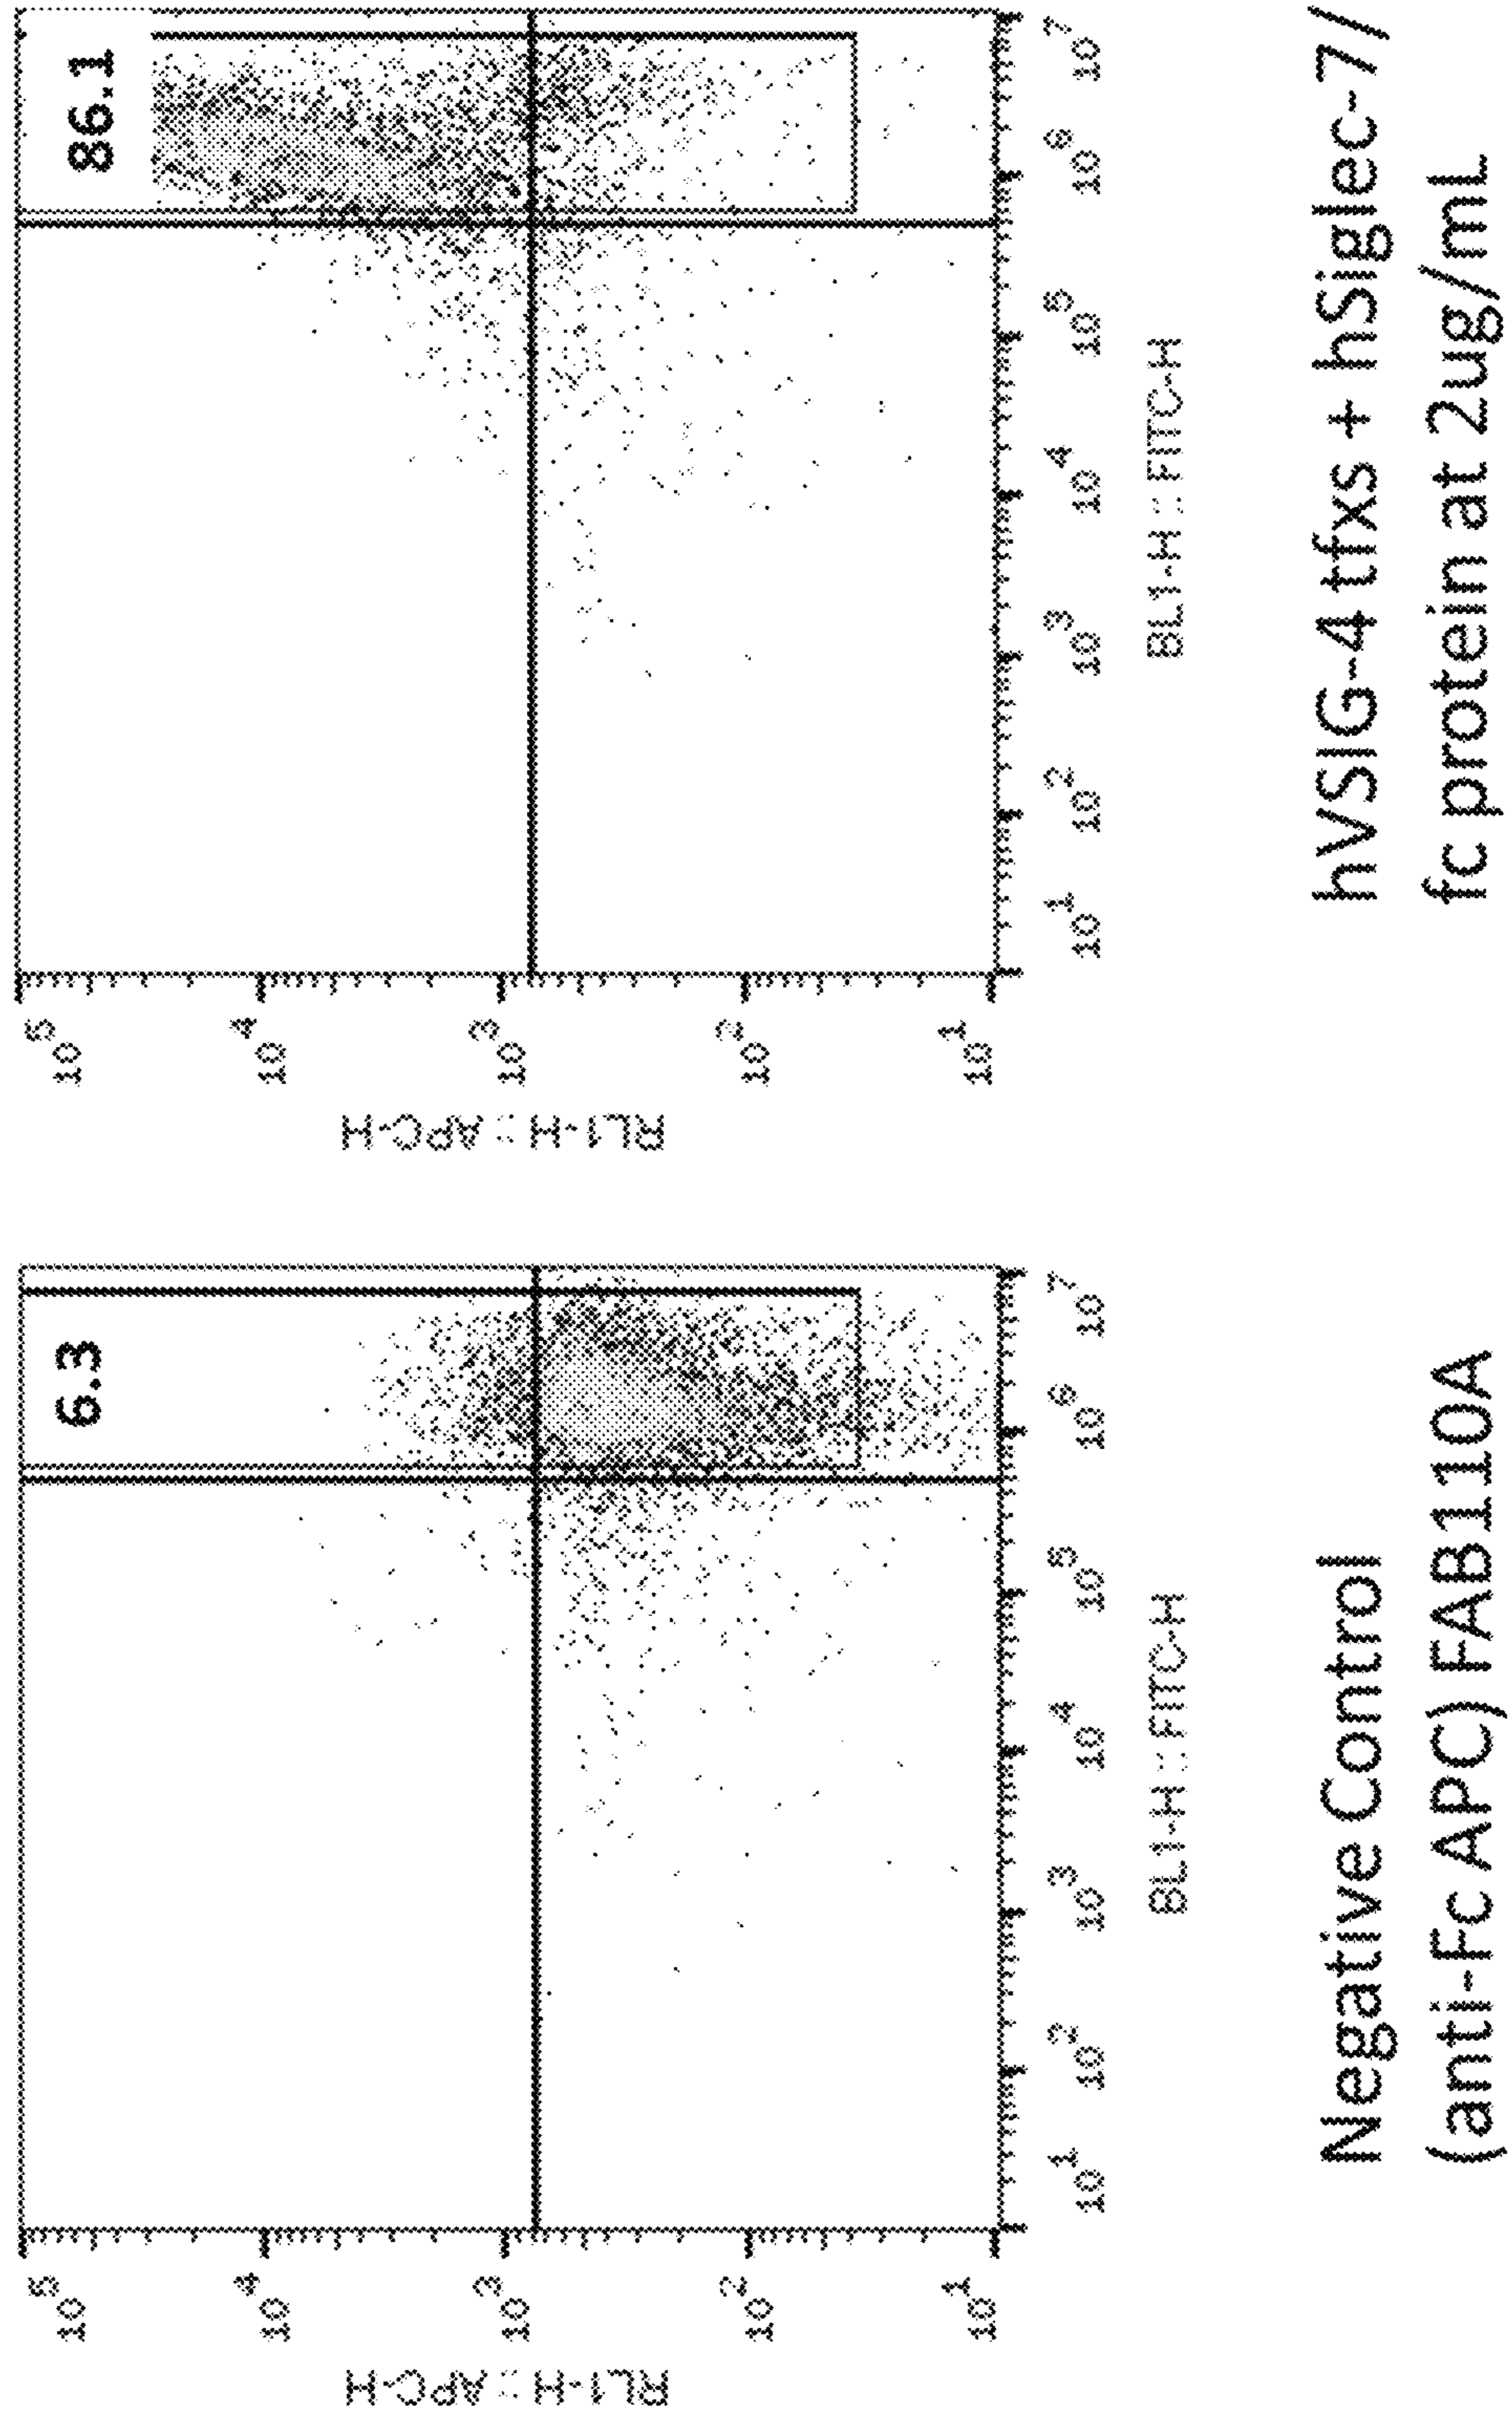 6.3
RL1-H :: APC-H
10^5
10^4
10^3
10^2
10^1
10^1 10^2 10^3 10^4 10^5 10^6 10^7
BL1-H :: FITC-H
Negative Control
(anti-Fc APC) FAB110A
86.1
RL1-H :: APC-H
10^5
10^4
10^3
10^2
10^1
10^1 10^2 10^3 10^4 10^5 10^6 10^7
BL1-H :: FITC-H
hVSIG-4 tfxs + hSiglec-7/
fc protein at 2ug/mL